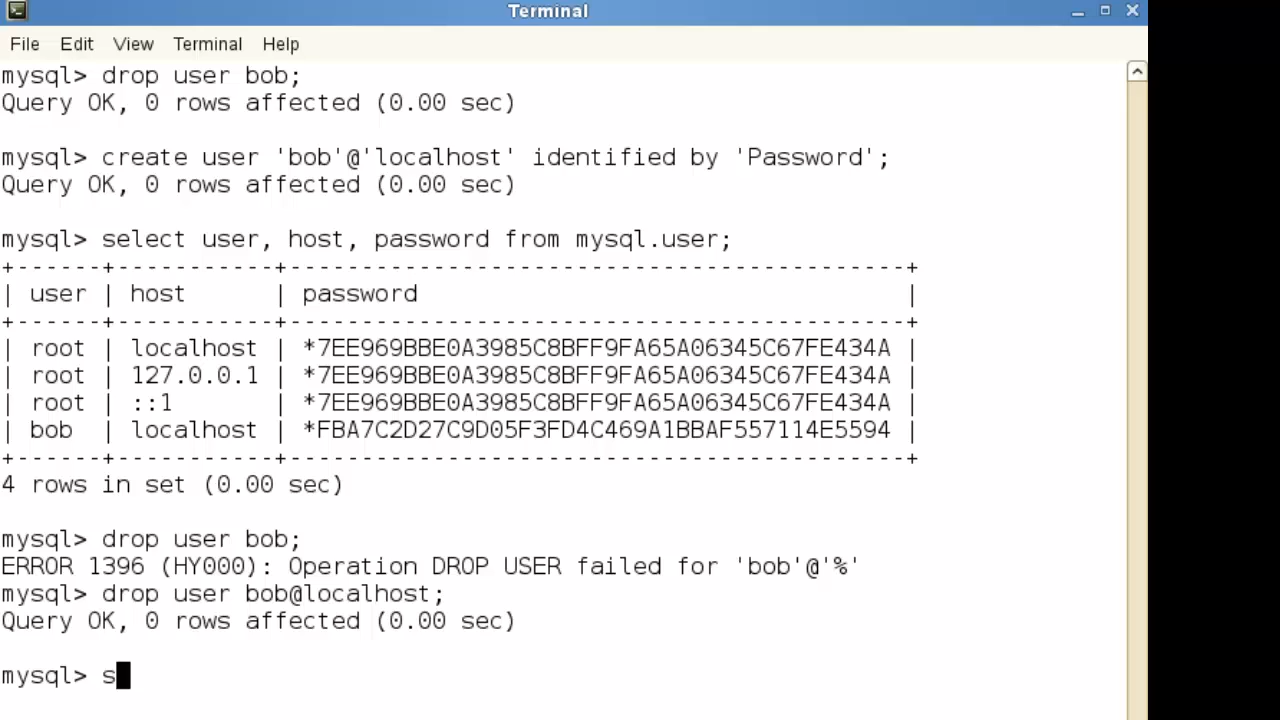 Terminal
File Edit View Terminal Help
mysql> drop user bob;
Query OK, 0 rows affected (0.00 sec)
mysql> create user 'bob'@'localhost' identified by 'Password';
Query OK, 0 rows affected (0.00 sec)
mysql> select user, host, password from mysql.user;
+------+-----------+-------------------------------------------+
| user | host      | password                                  |
+------+-----------+-------------------------------------------+
| root | localhost | *7EE969BBE0A3985C8BFF9FA65A06345C67FE434A |
| root | 127.0.0.1 | *7EE969BBE0A3985C8BFF9FA65A06345C67FE434A |
| root | ::1       | *7EE969BBE0A3985C8BFF9FA65A06345C67FE434A |
| bob  | localhost | *FBA7C2D27C9D05F3FD4C469A1BBAF557114E5594 |
+------+-----------+-------------------------------------------+
4 rows in set (0.00 sec)
mysql> drop user bob;
ERROR 1396 (HY000): Operation DROP USER failed for 'bob'@'%'
mysql> drop user bob@localhost;
Query OK, 0 rows affected (0.00 sec)
mysql> s